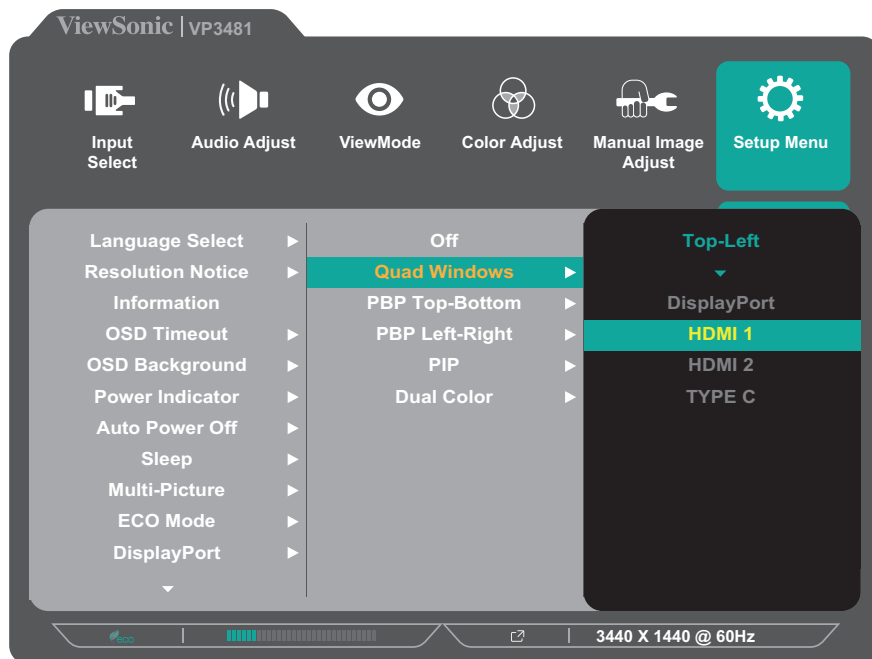 ViewSonic | VP3481
Input Select
Audio Adjust
ViewMode
Color Adjust
Manual Image Adjust
Setup Menu
Language Select
Resolution Notice
Information
OSD Timeout
OSD Background
Power Indicator
Auto Power Off
Sleep
Multi-Picture
ECO Mode
DisplayPort
Off
Quad Windows
PBP Top-Bottom
PBP Left-Right
PIP
Dual Color
Top-Left
DisplayPort
HDMI 1
HDMI 2
TYPE C
eco
3440 X 1440 @ 60Hz